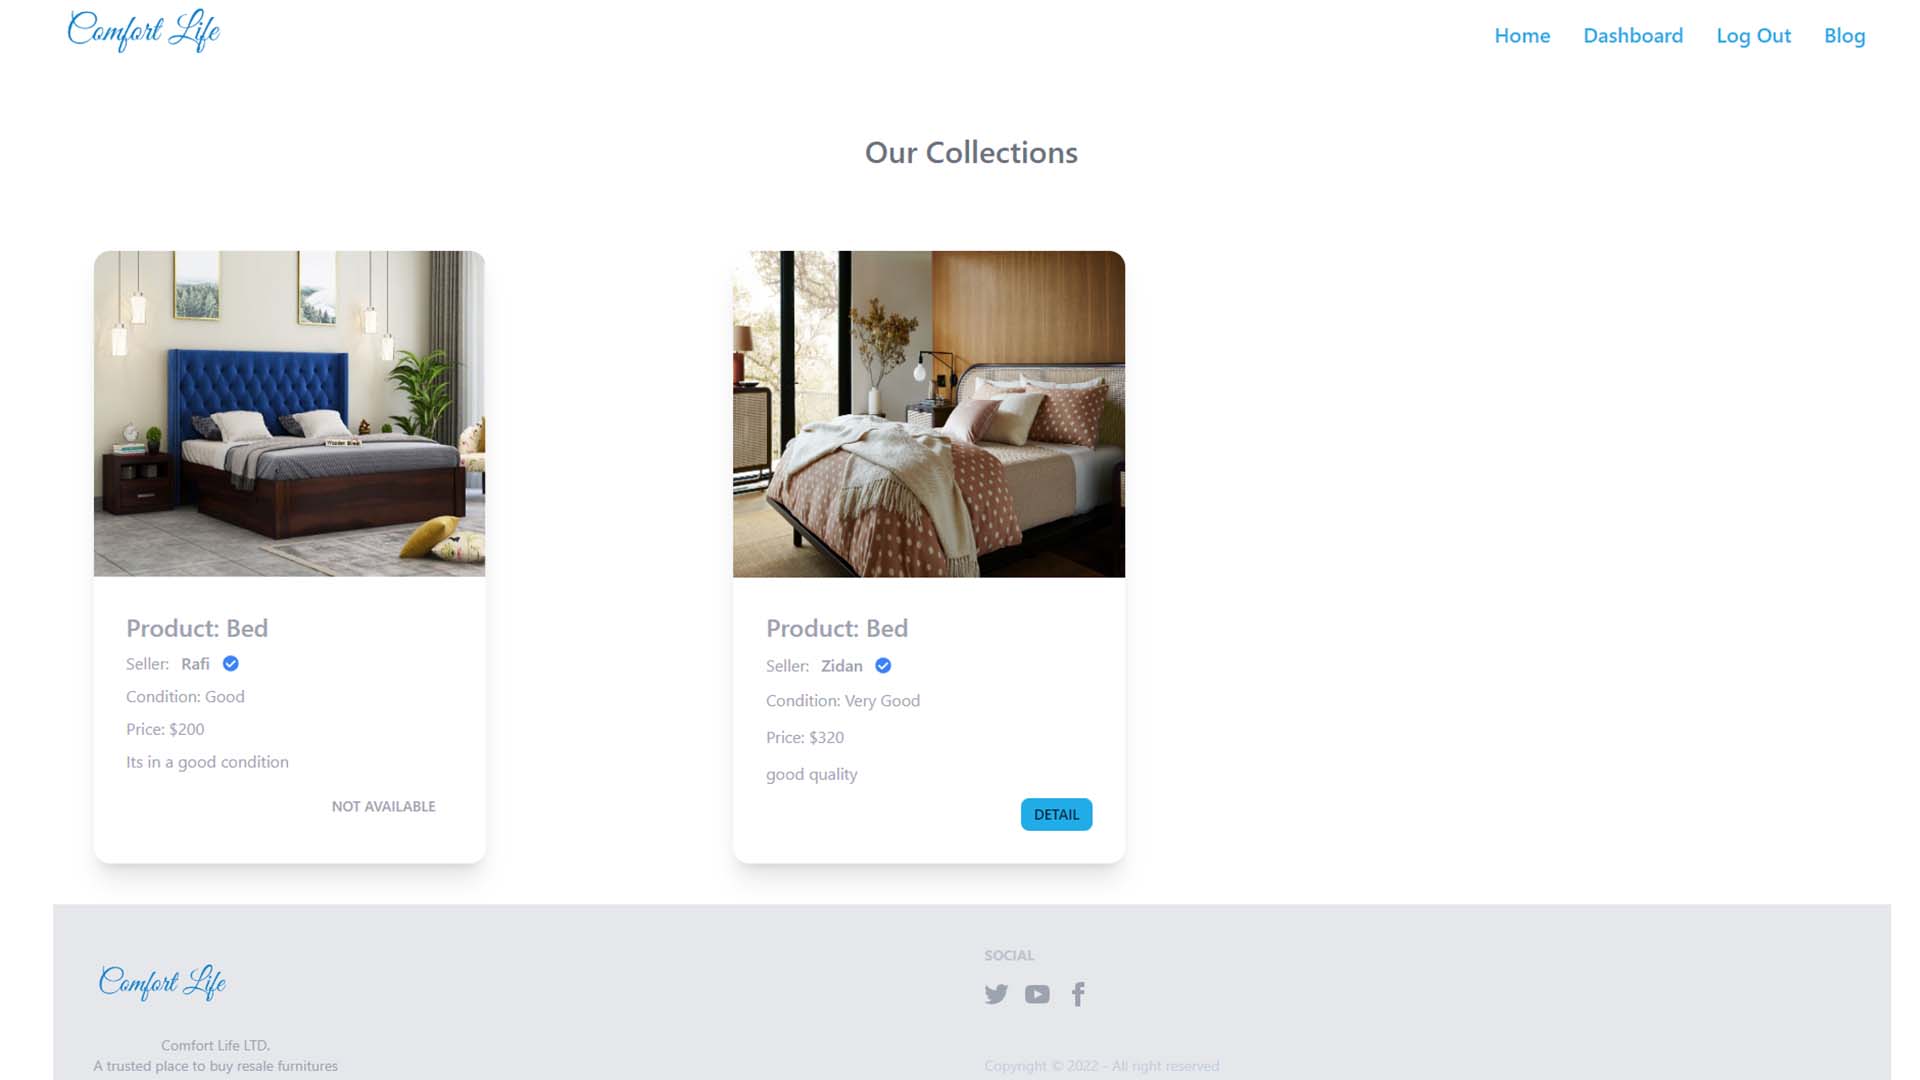 Comfort Life
Home Dashboard Log Out Blog
Our Collections
Product: Bed
Seller: Rafi
Condition: Good
Price: $200
Its in a good condition
NOT AVAILABLE
Product: Bed
Seller: Zidan
Condition: Very Good
Price: $320
good quality
DETAIL
Comfort Life
Comfort Life LTD.
A trusted place to buy resale furnitures
SOCIAL
Copyright © 2022 - All right reserved